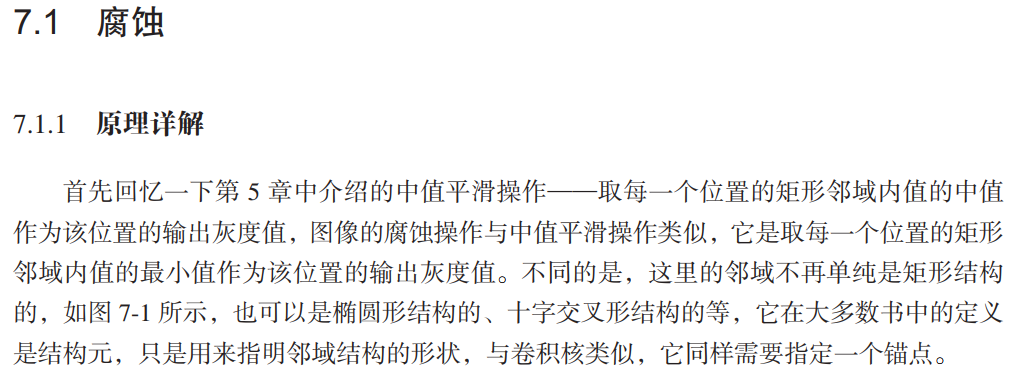 7.1 腐蚀
7.1.1 原理详解
首先回忆一下第 5 章中介绍的中值平滑操作——取每一个位置的矩形邻域内值的中值
作为该位置的输出灰度值，图像的腐蚀操作与中值平滑操作类似，它是取每一个位置的矩形
邻域内值的最小值作为该位置的输出灰度值。不同的是，这里的邻域不再单纯是矩形结构
的，如图 7-1 所示，也可以是椭圆形结构的、十字交叉形结构的等，它在大多数书中的定义
是结构元，只是用来指明邻域结构的形状，与卷积核类似，它同样需要指定一个锚点。